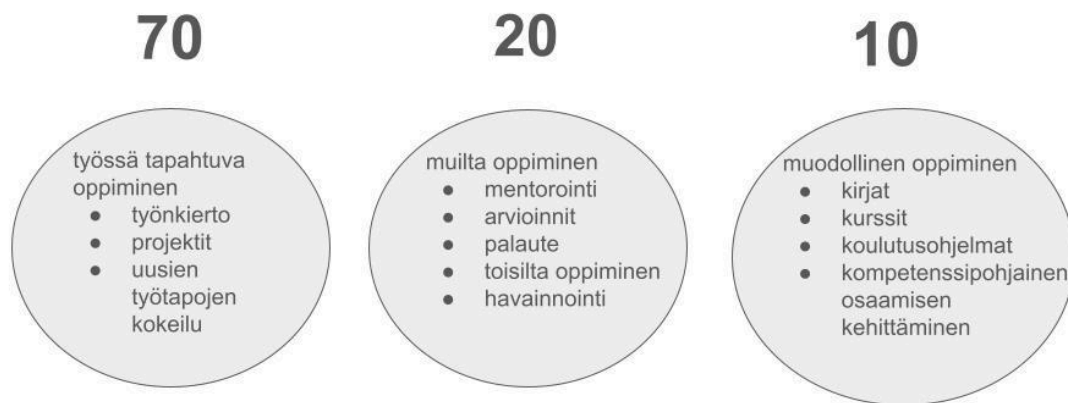 70
työssä tapahtuva
oppiminen
● työnkierto
● projektit
● uusien
työtapojen
kokeilu
20
muilta oppiminen
● mentorointi
● arvioinnit
● palaute
● toisilta oppiminen
● havainnointi
10
muodollinen oppiminen
● kirjat
● kurssit
● koulutusohjelmat
● kompetenssipohjainen
osaamisen
kehittäminen